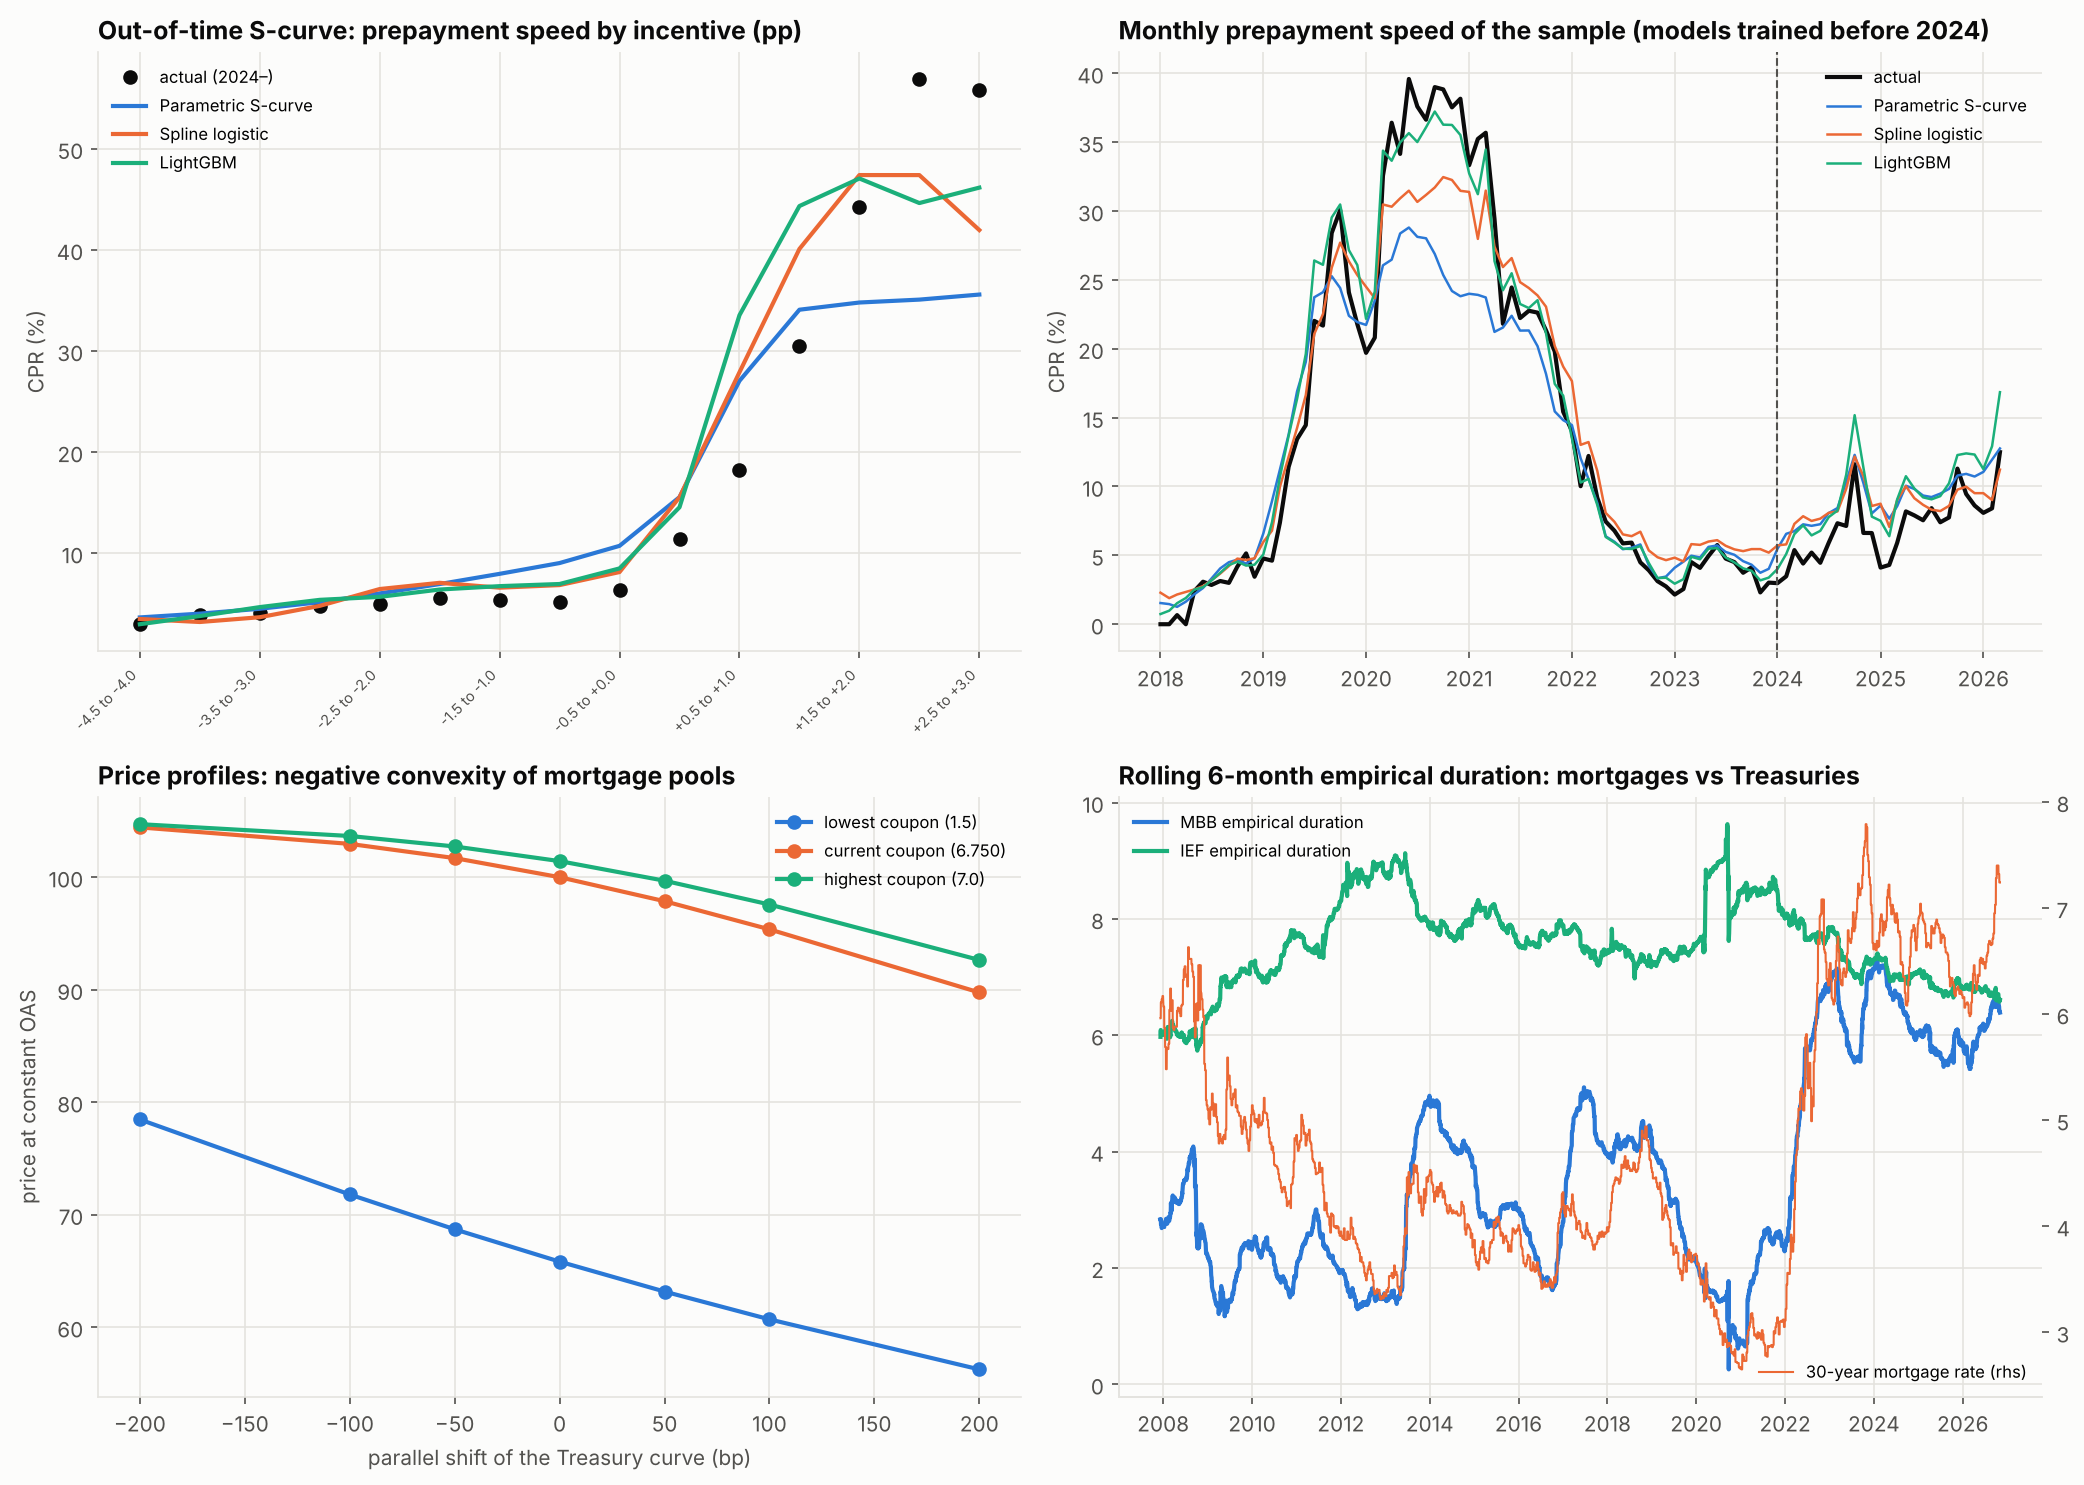 Out-of-time S-curve: prepayment speed by incentive (pp)
actual (2024–)
Parametric S-curve
Spline logistic
LightGBM
CPR (%)
50
40
30
20
10
-4.5 to -4.0
-3.5 to -3.0
-2.5 to -2.0
-1.5 to -1.0
-0.5 to +0.0
+0.5 to +1.0
+1.5 to +2.0
+2.5 to +3.0
Monthly prepayment speed of the sample (models trained before 2024)
actual
Parametric S-curve
Spline logistic
LightGBM
CPR (%)
40
35
30
25
20
15
10
5
0
2018 2019 2020 2021 2022 2023 2024 2025 2026
Price profiles: negative convexity of mortgage pools
lowest coupon (1.5)
current coupon (6.750)
highest coupon (7.0)
price at constant OAS
100
90
80
70
60
−200 −150 −100 −50 0 50 100 150 200
parallel shift of the Treasury curve (bp)
Rolling 6-month empirical duration: mortgages vs Treasuries
MBB empirical duration
IEF empirical duration
10
8
6
4
2
0
8
7
6
5
4
3
30-year mortgage rate (rhs)
2008 2010 2012 2014 2016 2018 2020 2022 2024 2026